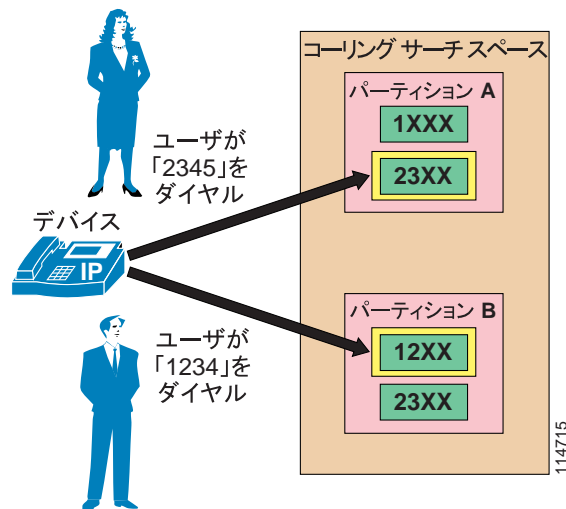 コーリング サーチ スペース
パーティション A
1XXX
23XX
ユーザが
「2345」を
ダイヤル
デバイス
IP
パーティション B
12XX
23XX
ユーザが
「1234」を
ダイヤル
114715